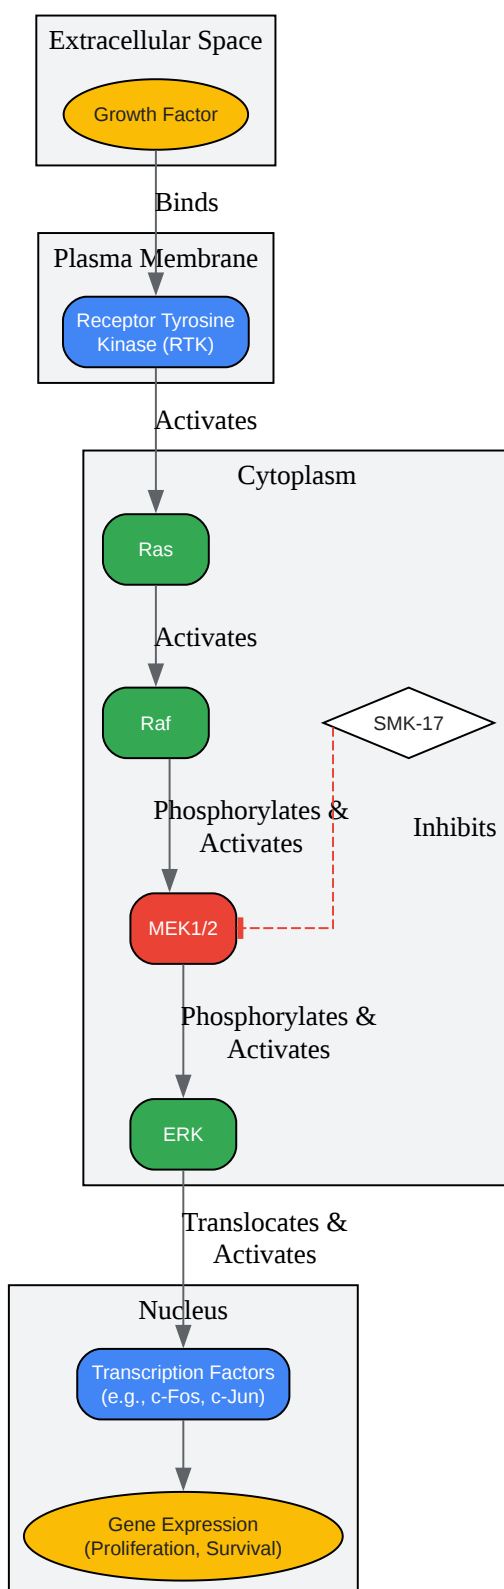 Extracellular Space
Growth Factor
Binds
Plasma Membrane
Receptor Tyrosine
Kinase (RTK)
Activates
Cytoplasm
Ras
Activates
Raf
SMK-17
Phosphorylates &
Activates
Inhibits
MEK1/2
Phosphorylates &
Activates
ERK
Translocates &
Activates
Nucleus
Transcription Factors
(e.g., c-Fos, c-Jun)
Gene Expression
(Proliferation, Survival)